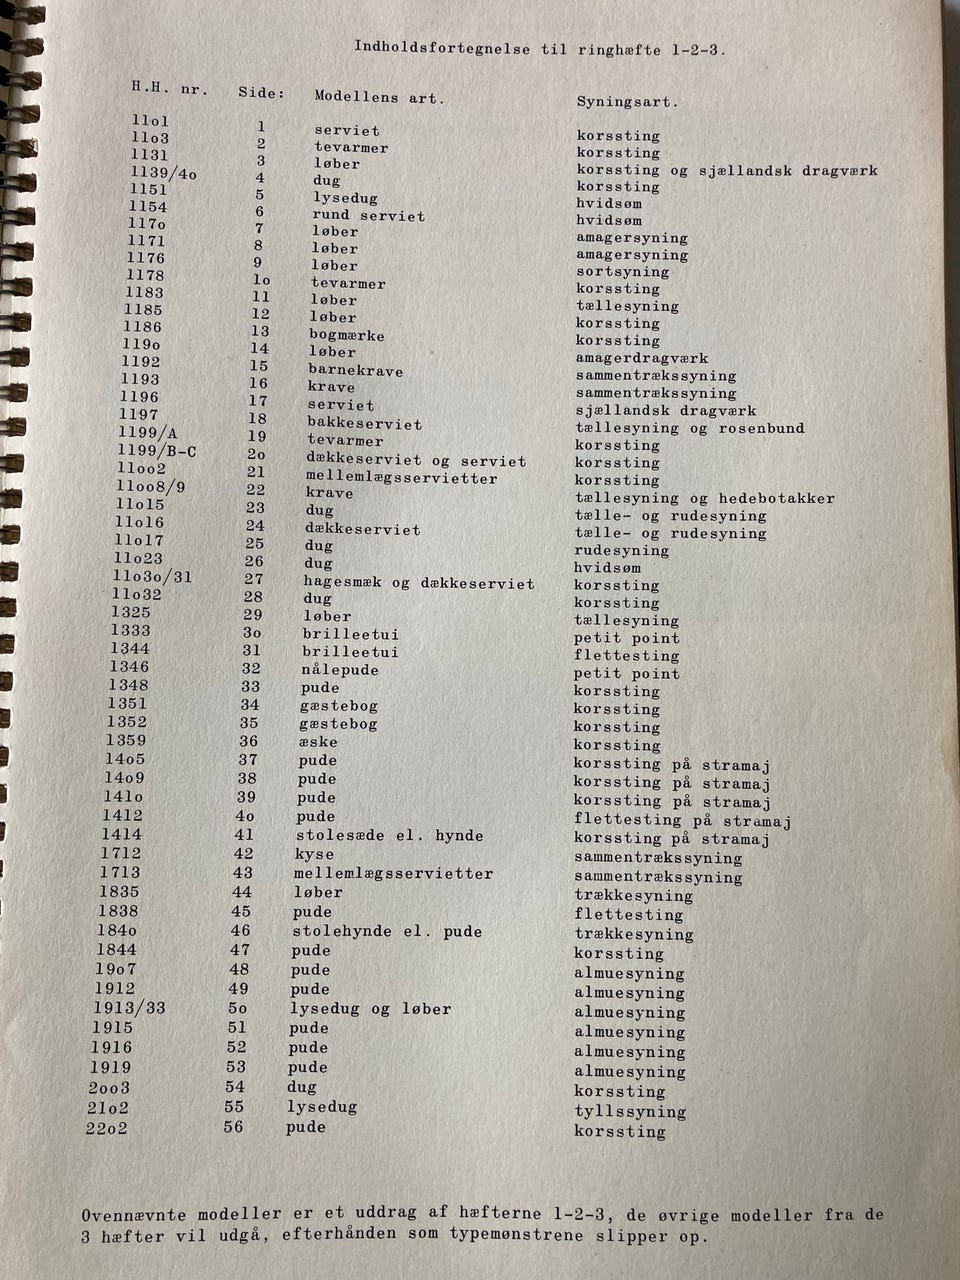 Indholdsfortegnelse til ringhæfte 1-2-3.
H.H. nr. Side: Modellens art. Syningsart.
11o1 1 serviet korssting
11o3 2 tevarmer korssting
1131 3 løber korssting og sjællandsk dragværk
1139/4o 4 dug korssting
1151 5 lysedug hvidsøm
1154 6 rund serviet hvidsøm
117o 7 løber amagersyning
1171 8 løber amagersyning
1176 9 løber sortsyning
1178 1o tevarmer korssting
1183 11 løber tællesyning
1185 12 løber korssting
1186 13 bogmærke korssting
119o 14 løber amagerdragværk
1192 15 barnekrave sammentrækssyning
1193 16 krave sammentrækssyning
1196 17 serviet sjællandsk dragværk
1197 18 bakkeserviet tællesyning og rosenbund
1199/A 19 tevarmer korssting
1199/B-C 2o dækkeserviet og serviet korssting
11oo2 21 mellemlægsservietter korssting
11oo8/9 22 krave tællesyning og hedebotakker
11o15 23 dug tælle- og rudesyning
11o16 24 dækkeserviet tælle- og rudesyning
11o17 25 dug rudesyning
11o23 26 dug hvidsøm
11o3o/31 27 hagesmæk og dækkeserviet korssting
11o32 28 dug korssting
1325 29 løber tællesyning
1333 3o brilleetui petit point
1344 31 brilleetui flettesting
1346 32 nålepude petit point
1348 33 pude korssting
1351 34 gæstebog korssting
1352 35 gæstebog korssting
1359 36 æske korssting
14o5 37 pude korssting på stramaj
14o9 38 pude korssting på stramaj
141o 39 pude korssting på stramaj
1412 4o pude flettesting på stramaj
1414 41 stolesæde el. hynde korssting på stramaj
1712 42 kyse sammentrækssyning
1713 43 mellemlægsservietter sammentrækssyning
1835 44 løber trækkesyning
1838 45 pude flettesting
184o 46 stolehynde el. pude trækkesyning
1844 47 pude korssting
19o7 48 pude almuesyning
1912 49 pude almuesyning
1913/33 5o lysedug og løber almuesyning
1915 51 pude almuesyning
1916 52 pude almuesyning
1919 53 pude almuesyning
2oo3 54 dug korssting
21o2 55 lysedug tyllssyning
22o2 56 pude korssting
Ovennævnte modeller er et uddrag af hæfterne 1-2-3, de øvrige modeller fra de
3 hæfter vil udgå, efterhånden som typemønstrene slipper op.